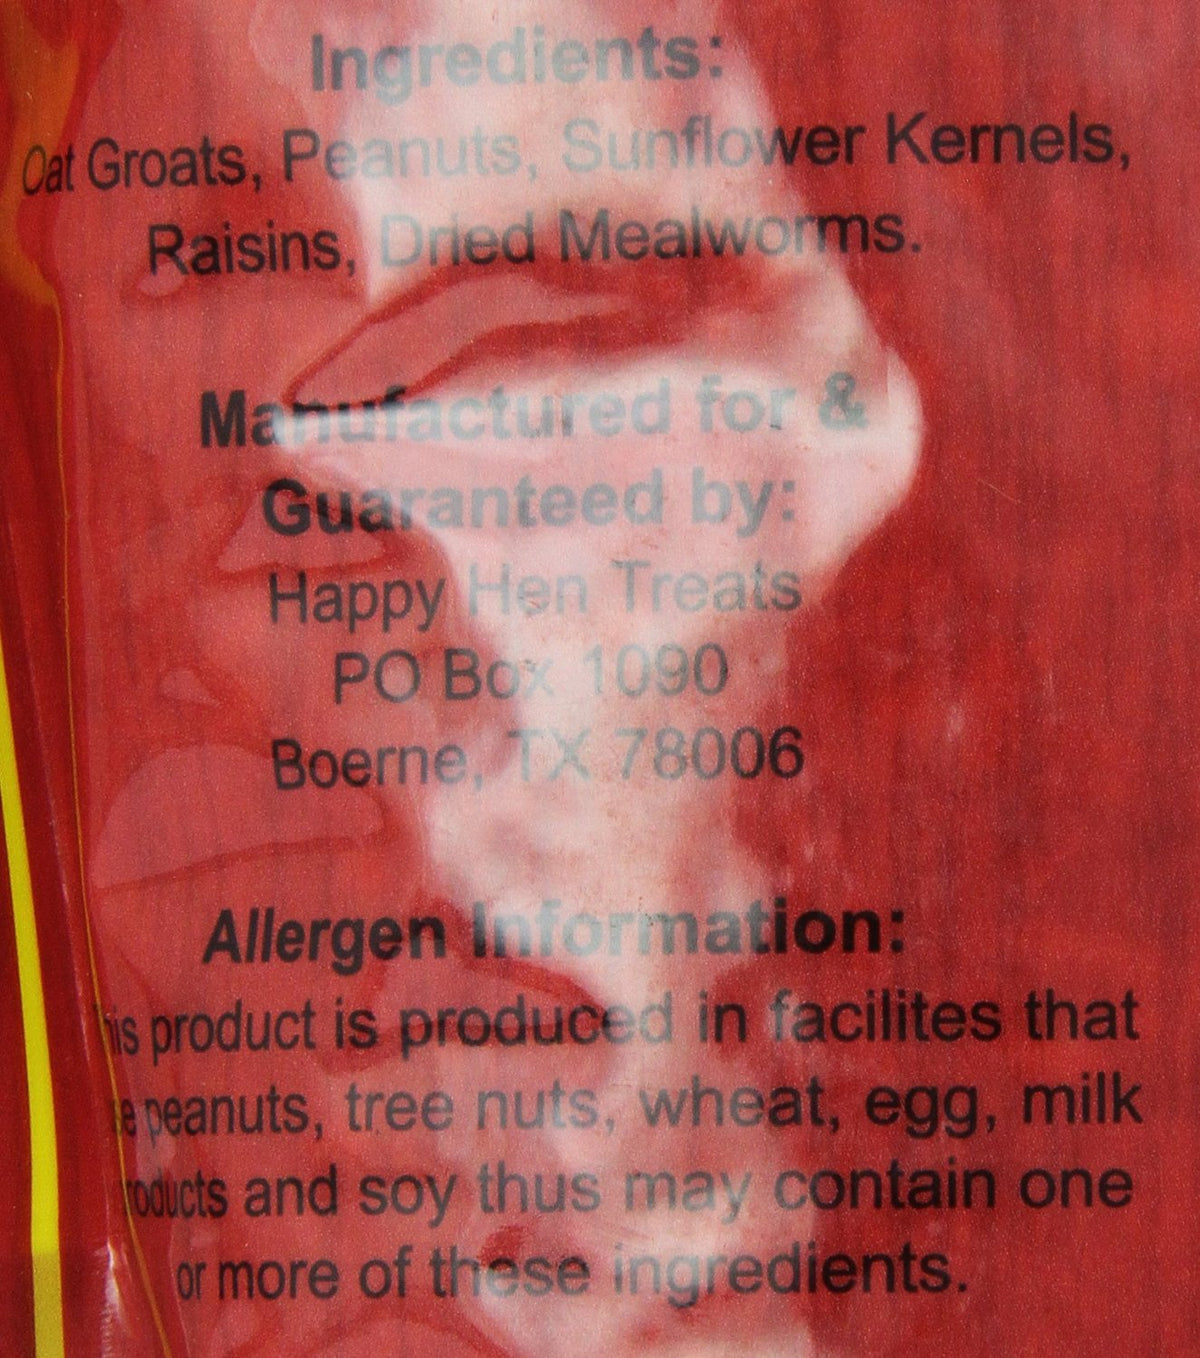 Ingredients:
Oat Groats, Peanuts, Sunflower Kernels,
Raisins, Dried Mealworms.
Manufactured for &
Guaranteed by:
Happy Hen Treats
PO Box 1090
Boerne, TX 78006
Allergen Information:
This product is produced in facilites that
peanuts, tree nuts, wheat, egg, milk
products and soy thus may contain one
or more of these ingredients.